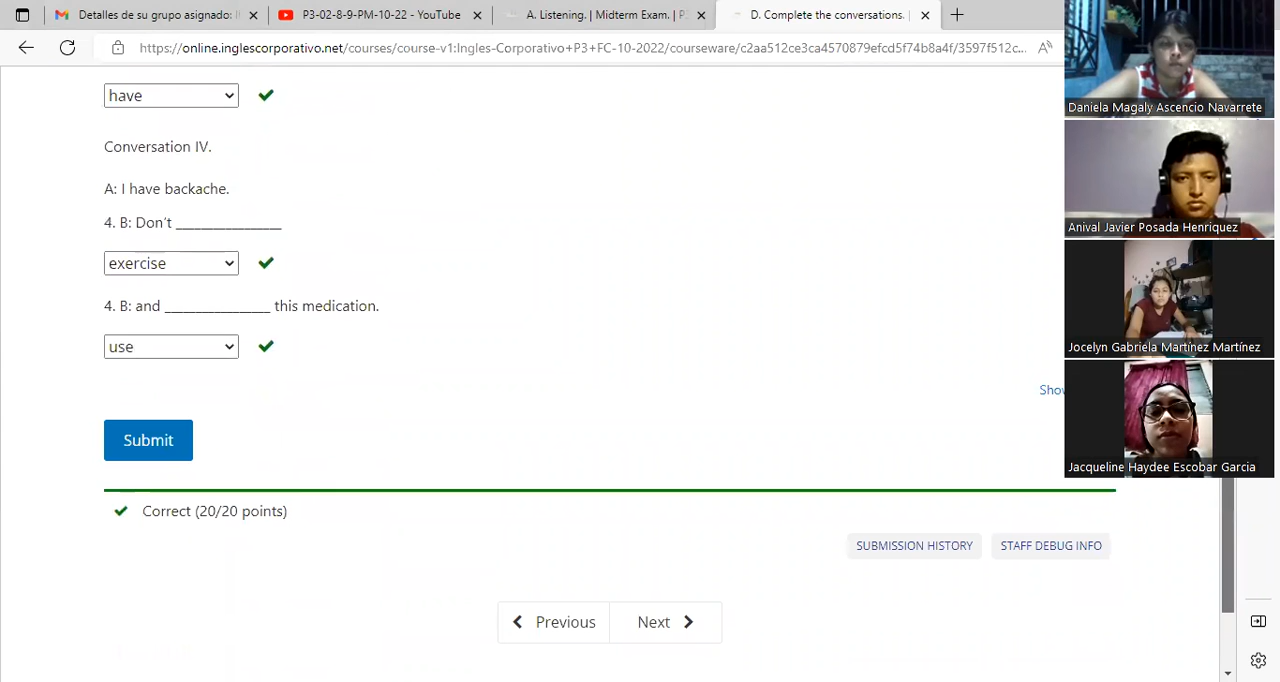 Detalles de su grupo asignado: I
P3-02-8-9-PM-10-22 - YouTube
A. Listening. | Midterm Exam. | P
D. Complete the conversations. |
https://online.inglescorporativo.net/courses/course-v1:Ingles-Corporativo+P3+FC-10-2022/courseware/c2aa512ce3ca4570879efcd5f74b8a4f/3597f512c...
have
Conversation IV.
A: I have backache.
4. B: Don't ________________
exercise
4. B: and ________________ this medication.
use
Show
Submit
Correct (20/20 points)
SUBMISSION HISTORY
STAFF DEBUG INFO
Previous
Next
Daniela Magaly Ascencio Navarrete
Anival Javier Posada Henriquez
Jocelyn Gabriela Martínez Martínez
Jacqueline Haydee Escobar Garcia